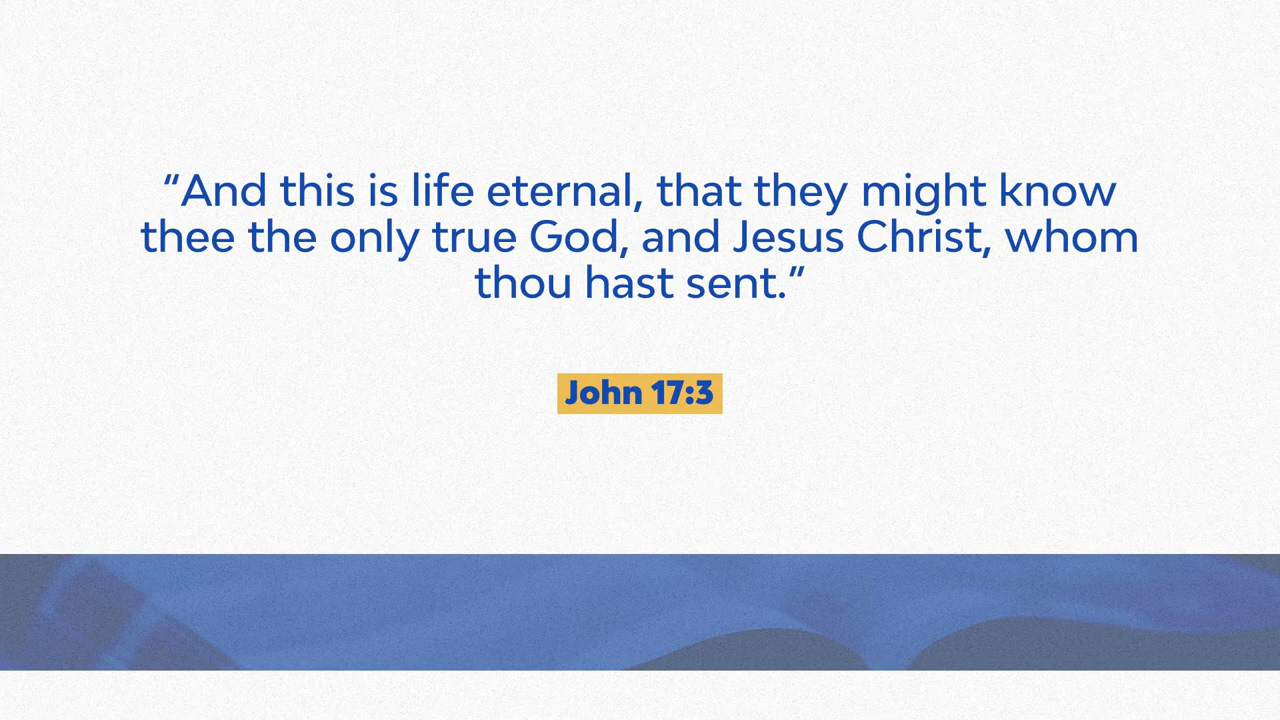 “And this is life eternal, that they might know
thee the only true God, and Jesus Christ, whom
thou hast sent.”
John 17:3